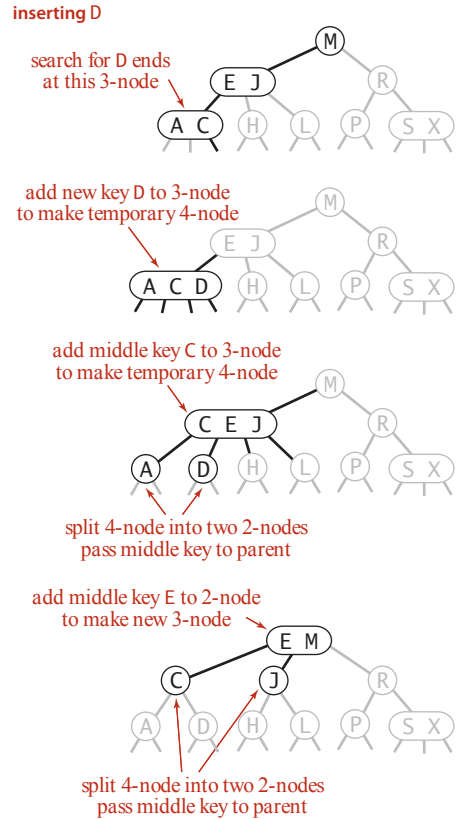 inserting D
search for D ends
at this 3-node
M
E J
R
A C
H
L
P
S X
add new key D to 3-node
to make temporary 4-node
M
E J
R
A C D
H
L
P
S X
add middle key C to 3-node
to make temporary 4-node
M
C E J
R
A
D
H
L
P
S X
split 4-node into two 2-nodes
pass middle key to parent
add middle key E to 2-node
to make new 3-node
E M
C
J
R
A
D
H
L
P
S X
split 4-node into two 2-nodes
pass middle key to parent